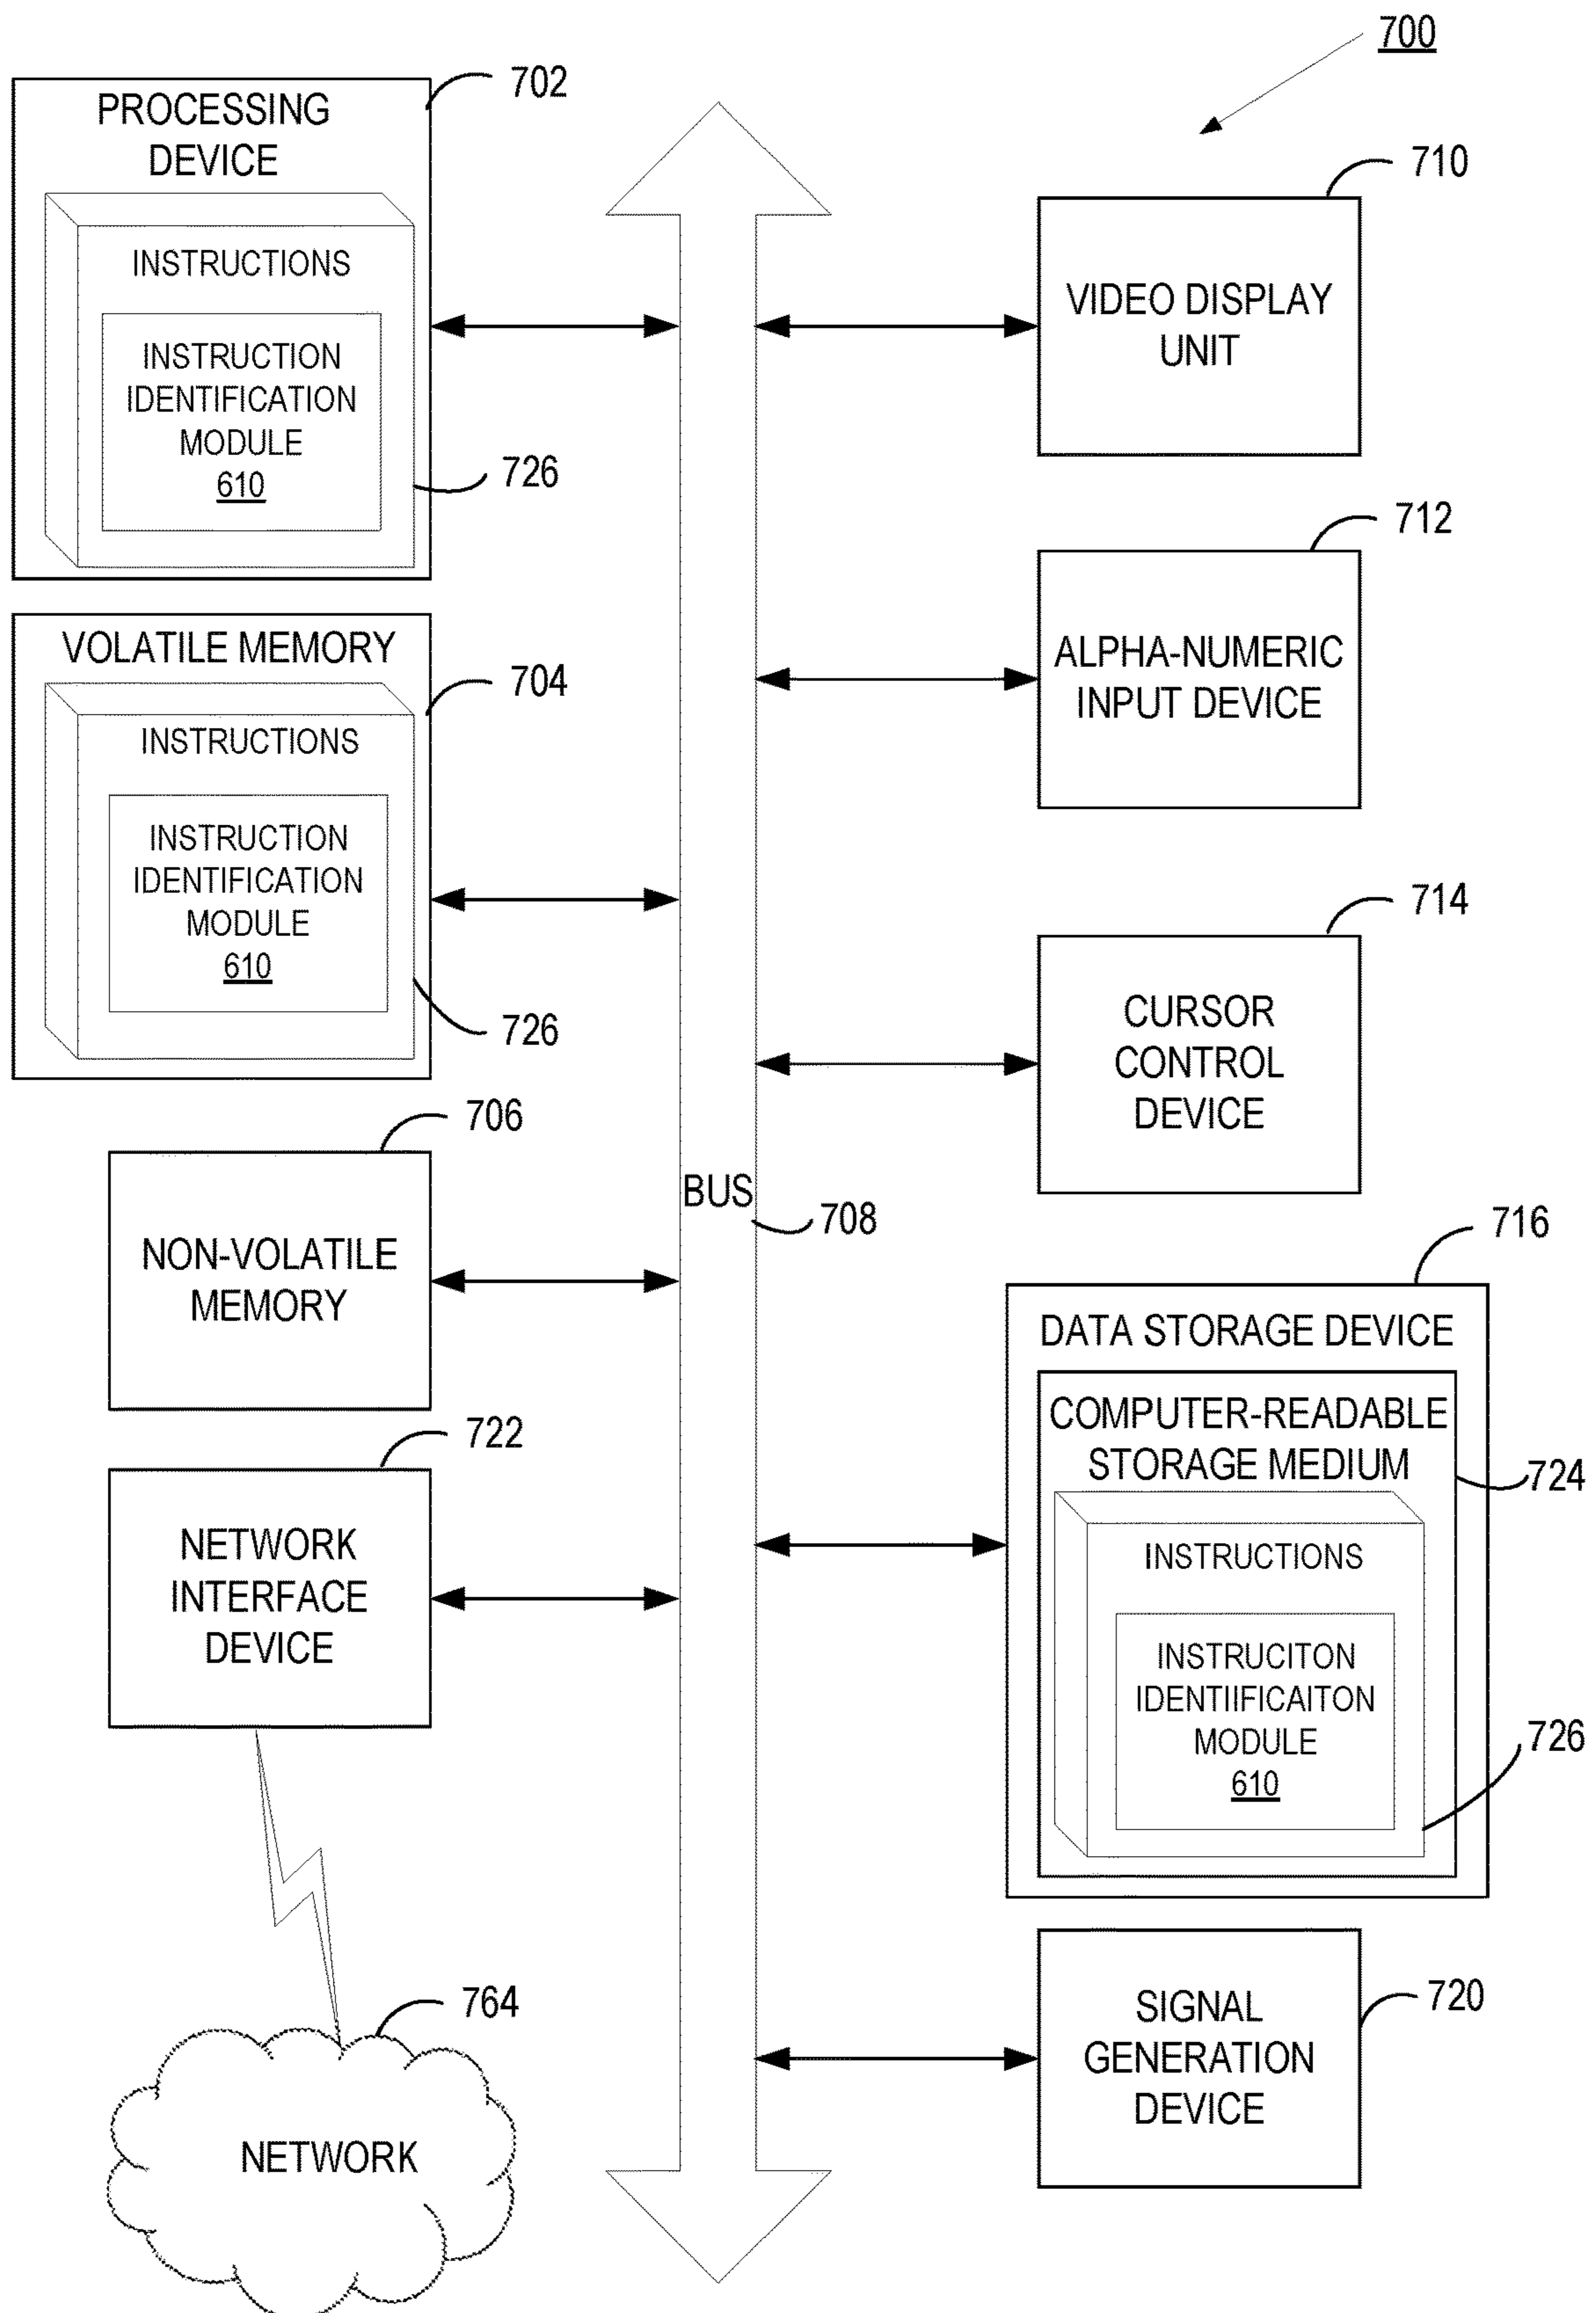 700
702
PROCESSING
DEVICE
INSTRUCTIONS
INSTRUCTION
IDENTIFICATION
MODULE
610
726
VOLATILE MEMORY
704
INSTRUCTIONS
INSTRUCTION
IDENTIFICATION
MODULE
610
726
706
NON-VOLATILE
MEMORY
722
NETWORK
INTERFACE
DEVICE
764
NETWORK
BUS
708
710
VIDEO DISPLAY
UNIT
712
ALPHA-NUMERIC
INPUT DEVICE
714
CURSOR
CONTROL
DEVICE
716
DATA STORAGE DEVICE
COMPUTER-READABLE
STORAGE MEDIUM
724
INSTRUCTIONS
INSTRUCITON
IDENTIIFICAITON
MODULE
610
726
720
SIGNAL
GENERATION
DEVICE